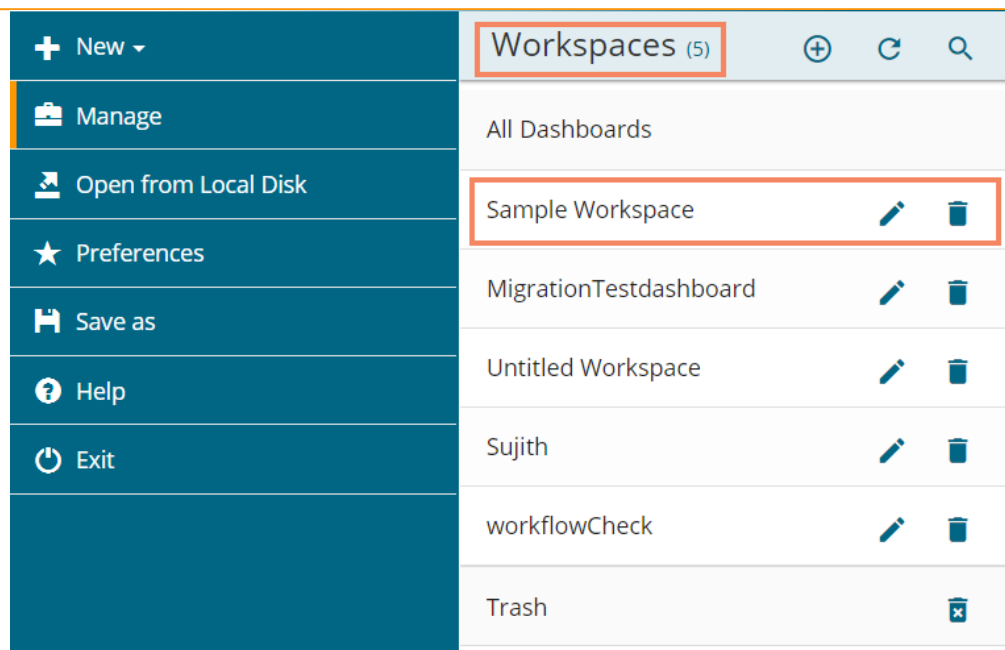 New
Manage
Open from Local Disk
Preferences
Save as
Help
Exit
Workspaces (5)
All Dashboards
Sample Workspace
MigrationTestdashboard
Untitled Workspace
Sujith
workflowCheck
Trash